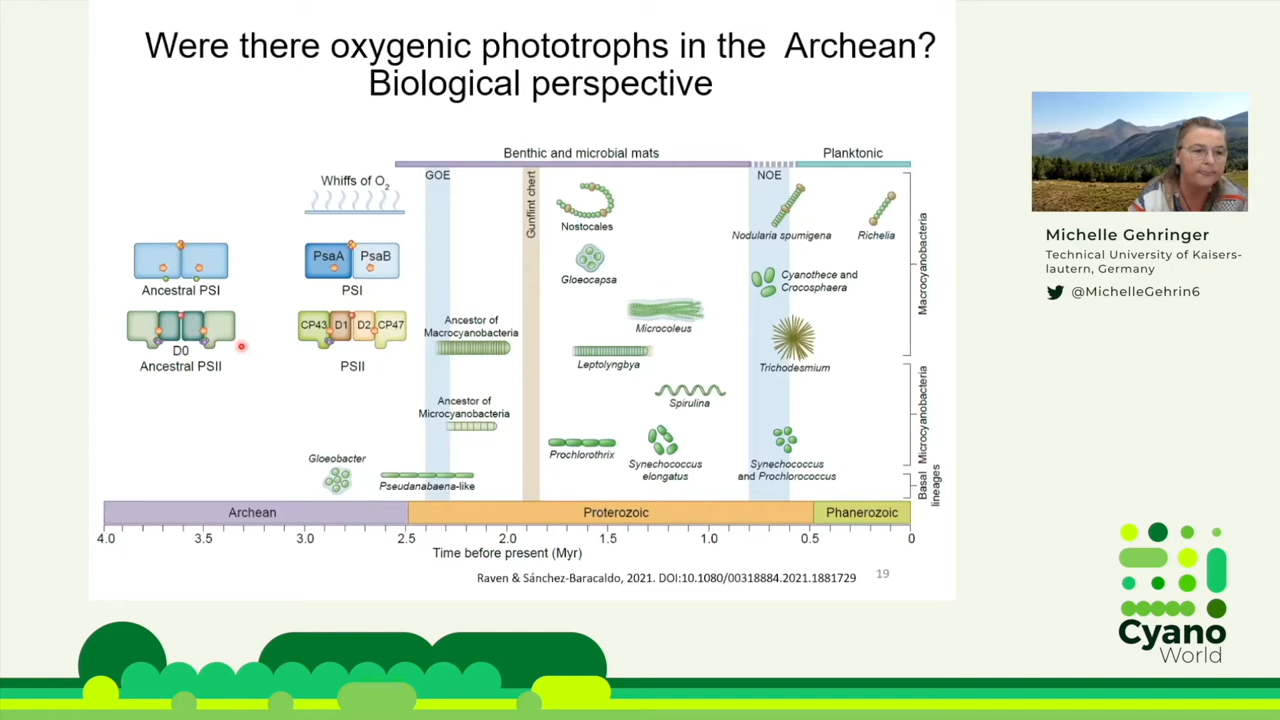 Were there oxygenic phototrophs in the Archean?
Biological perspective
Benthic and microbial mats
Planktonic
Whiffs of O2
GOE
Gunflint chert
NOE
Nostocales
Nodularia spumigena
Richelia
Macrocyanobacteria
PsaA
PsaB
Ancestral PSI
PSI
Gloeocapsa
Cyanothece and
Crocosphaera
CP43
D1
D2
CP47
D0
Ancestral PSII
PSII
Ancestor of
Macrocyanobacteria
Microcoleus
Leptolyngbya
Trichodesmium
Ancestor of
Microcyanobacteria
Spirulina
Microcyanobacteria
Prochlorothrix
Synechococcus
elongatus
Synechococcus
and Prochlorococcus
Gloeobacter
Pseudanabaena-like
Basal
lineages
Archean
Proterozoic
Phanerozoic
4.0
3.5
3.0
2.5
2.0
1.5
1.0
0.5
0
Time before present (Myr)
Raven & Sánchez-Baracaldo, 2021. DOI:10.1080/00318884.2021.1881729
19
Michelle Gehringer
Technical University of Kaisers-
lautern, Germany
@MichelleGehrin6
Cyano
World